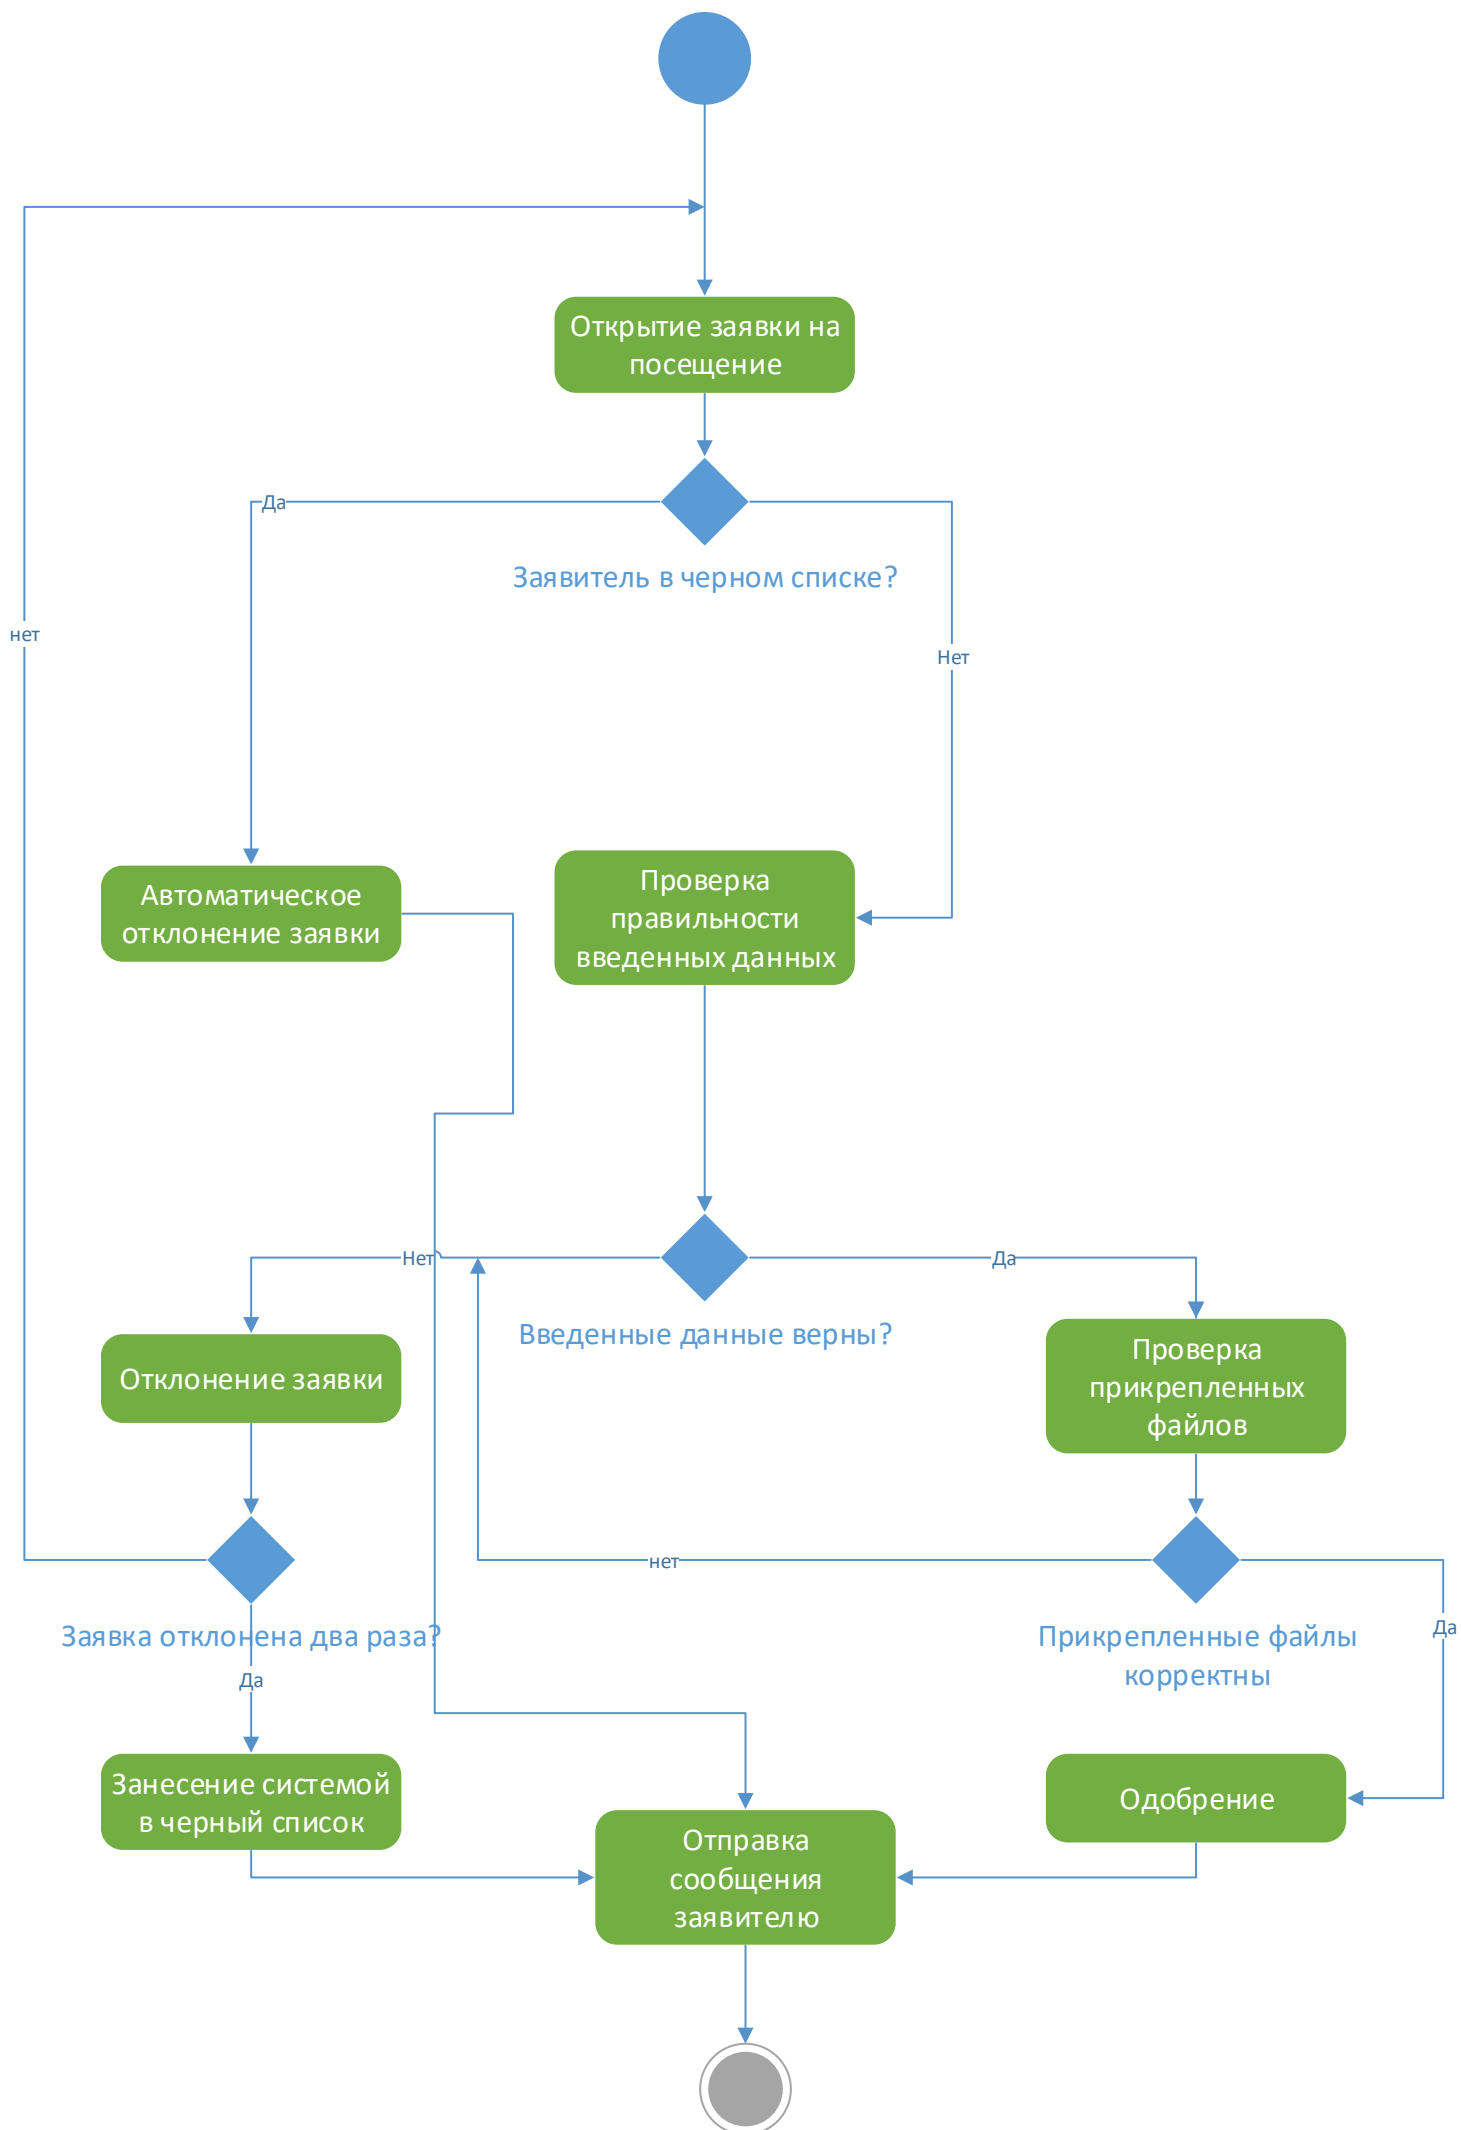 Открытие заявки на
посещение
Да
Заявитель в черном списке?
нет
Нет
Автоматическое
отклонение заявки
Проверка
правильности
введенных данных
Нет
Да
Введенные данные верны?
Отклонение заявки
Проверка
прикрепленных
файлов
нет
Заявка отклонена два раза?
Да
Прикрепленные файлы
корректны
Да
Занесение системой
в черный список
Одобрение
Отправка
сообщения
заявителю